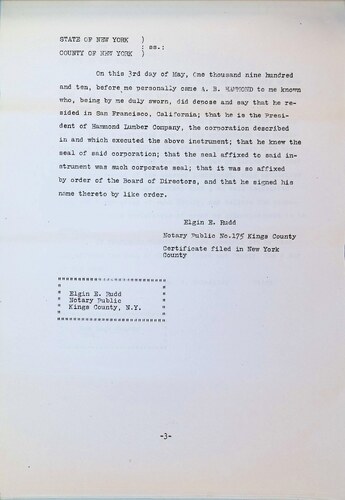 STATE OF NEW YORK )
: ss.:
COUNTY OF NEW YORK )
On this 3rd day of May, One thousand nine hundred
and ten, before me personally came A. B. HAMMOND to me known
who, being by me duly sworn, did depose and say that he re-
sided in San Francisco, California; that he is the Presi-
dent of Hammond Lumber Company, the corporation described
in and which executed the above instrument; that he knew the
seal of said corporation; that the seal affixed to said in-
strument was such corporate seal; that it was so affixed
by order of the Board of Directors, and that he signed his
name thereto by like order.
Elgin E. Rudd
Notary Public No.175 Kings County
Certificate filed in New York
County
Elgin E. Rudd
Notary Public
Kings County, N.Y.
-3-